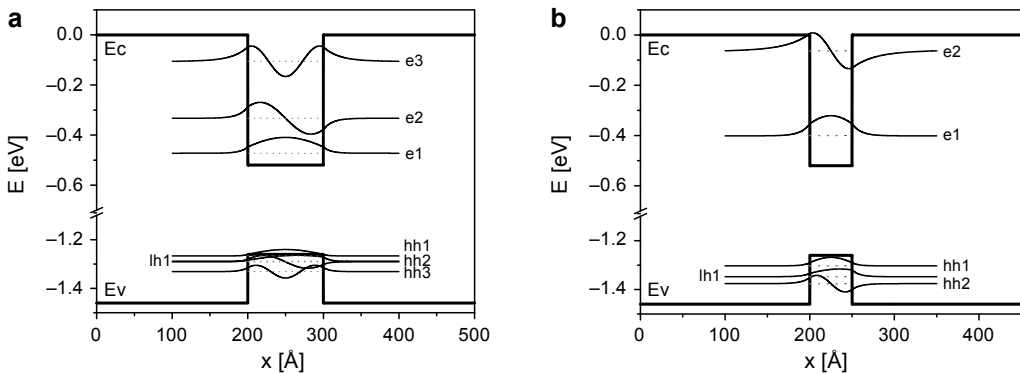 a
Ec
e3
e2
e1
hh1
hh2
hh3
lh1
Ev
0.0
–0.2
–0.4
–0.6
–1.2
–1.4
E [eV]
0 100 200 300 400 500
x [Å]
b
Ec
e2
e1
hh1
lh1
hh2
Ev
0.0
–0.2
–0.4
–0.6
–1.2
–1.4
E [eV]
0 100 200 300 400
x [Å]